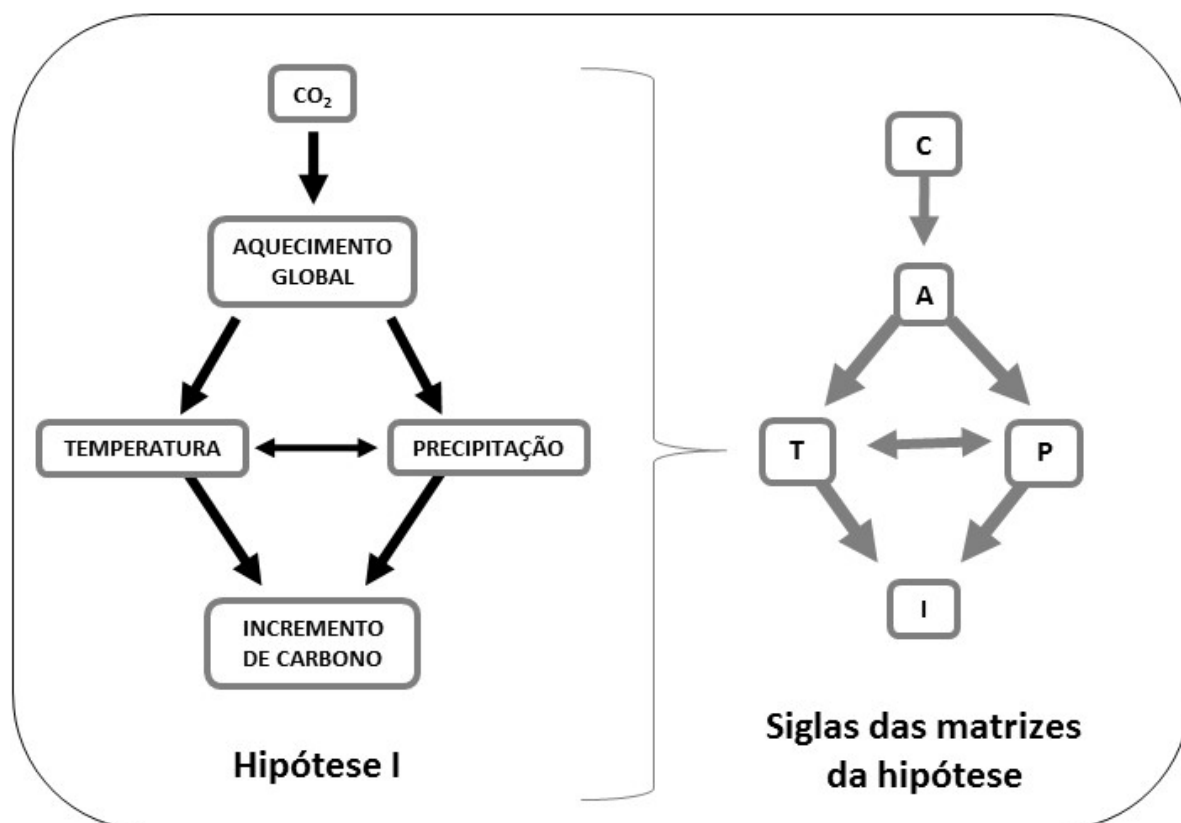 CO₂
AQUECIMENTO
GLOBAL
TEMPERATURA
PRECIPITAÇÃO
INCREMENTO
DE CARBONO
Hipótese I
C
A
T
P
I
Siglas das matrizes
da hipótese